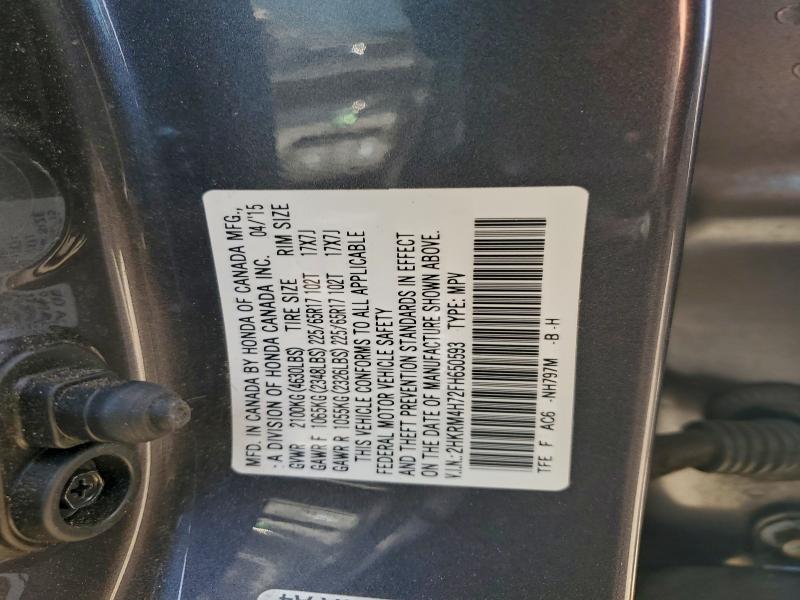 MFD. IN CANADA BY HONDA OF CANADA MFG.,
A DIVISION OF HONDA CANADA INC. 04/15
GVWR 2100KG (4630LBS) TIRE SIZE RIM SIZE
GAWR F 1065KG (2348LBS) 225/65R17 102T 17X7J
GAWR R 1055KG (2326LBS) 225/65R17 102T 17X7J
THIS VEHICLE CONFORMS TO ALL APPLICABLE
FEDERAL MOTOR VEHICLE SAFETY
AND THEFT PREVENTION STANDARDS IN EFFECT
ON THE DATE OF MANUFACTURE SHOWN ABOVE.
V.I.N.:2HKRM4H72FH650593 TYPE: MPV
TFE F AC6 -NH797M -B -H